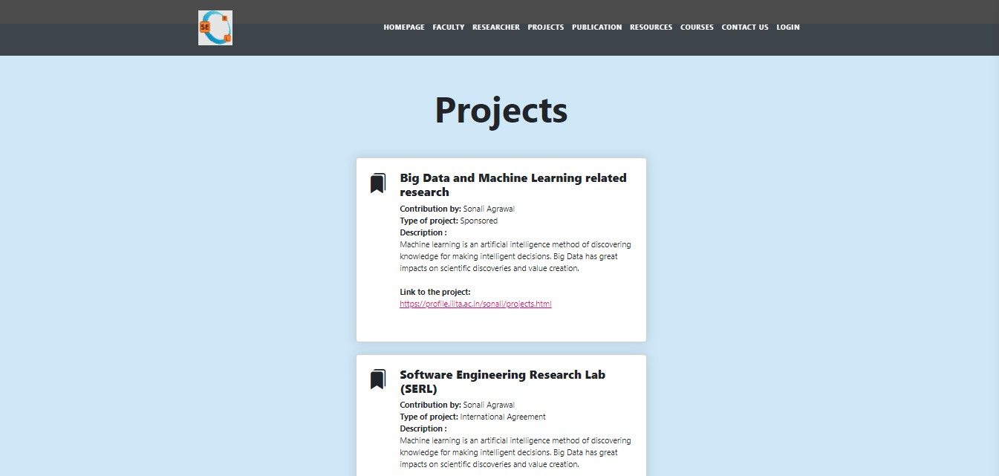 SE
R
L
HOMEPAGE FACULTY RESEARCHER PROJECTS PUBLICATION RESOURCES COURSES CONTACT US LOGIN
Projects
Big Data and Machine Learning related
research
Contribution by: Sonali Agrawal
Type of project: Sponsored
Description :
Machine learning is an artificial intelligence method of discovering
knowledge for making intelligent decisions. Big Data has great
impacts on scientific discoveries and value creation.
Link to the project:
https://profile.iiita.ac.in/sonali/projects.html
Software Engineering Research Lab
(SERL)
Contribution by: Sonali Agrawal
Type of project: International Agreement
Description :
Machine learning is an artificial intelligence method of discovering
knowledge for making intelligent decisions. Big Data has great
impacts on scientific discoveries and value creation.